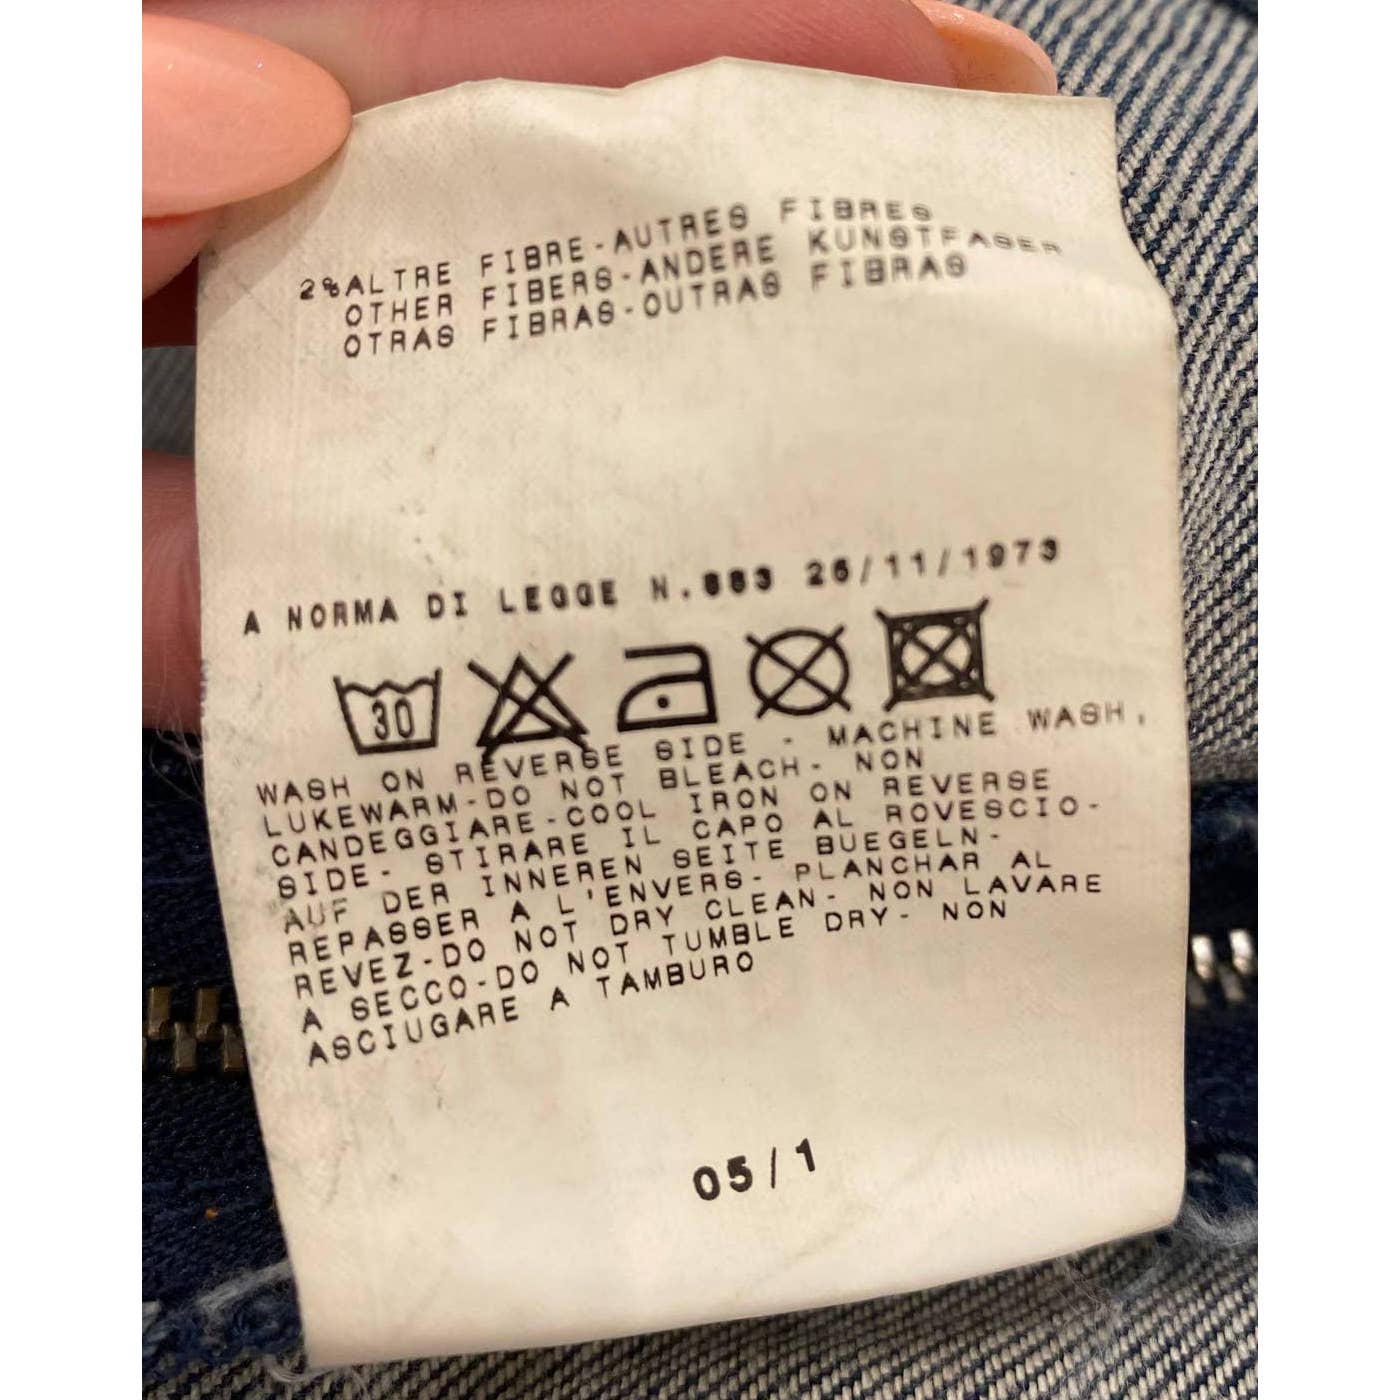 2%ALTRE FIBRE-AUTRES FIBRES
OTHER FIBERS-ANDERE KUNSTFASER
OTRAS FIBRAS-OUTRAS FIBRAS
A NORMA DI LEGGE N.883 26/11/1973
30
WASH ON REVERSE SIDE - MACHINE WASH,
LUKEWARM-DO NOT BLEACH- NON
CANDEGGIARE-COOL IRON ON REVERSE
SIDE- STIRARE IL CAPO AL ROVESCIO-
AUF DER INNEREN SEITE BUEGELN-
REPASSER A L'ENVERS- PLANCHAR AL
REVEZ-DO NOT DRY CLEAN- NON LAVARE
A SECCO-DO NOT TUMBLE DRY- NON
ASCIUGARE A TAMBURO
05/1